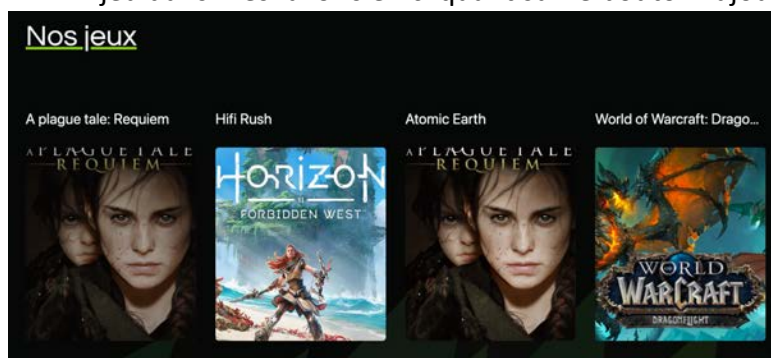 Nos jeux
A plague tale: Requiem
Hifi Rush
Atomic Earth
World of Warcraft: Drago...
A PLAGUE TALE
REQUIEM
HORIZON
FORBIDDEN WEST
A PLAGUE TALE
REQUIEM
WORLD
WARCRAFT
DRAGONFLIGHT